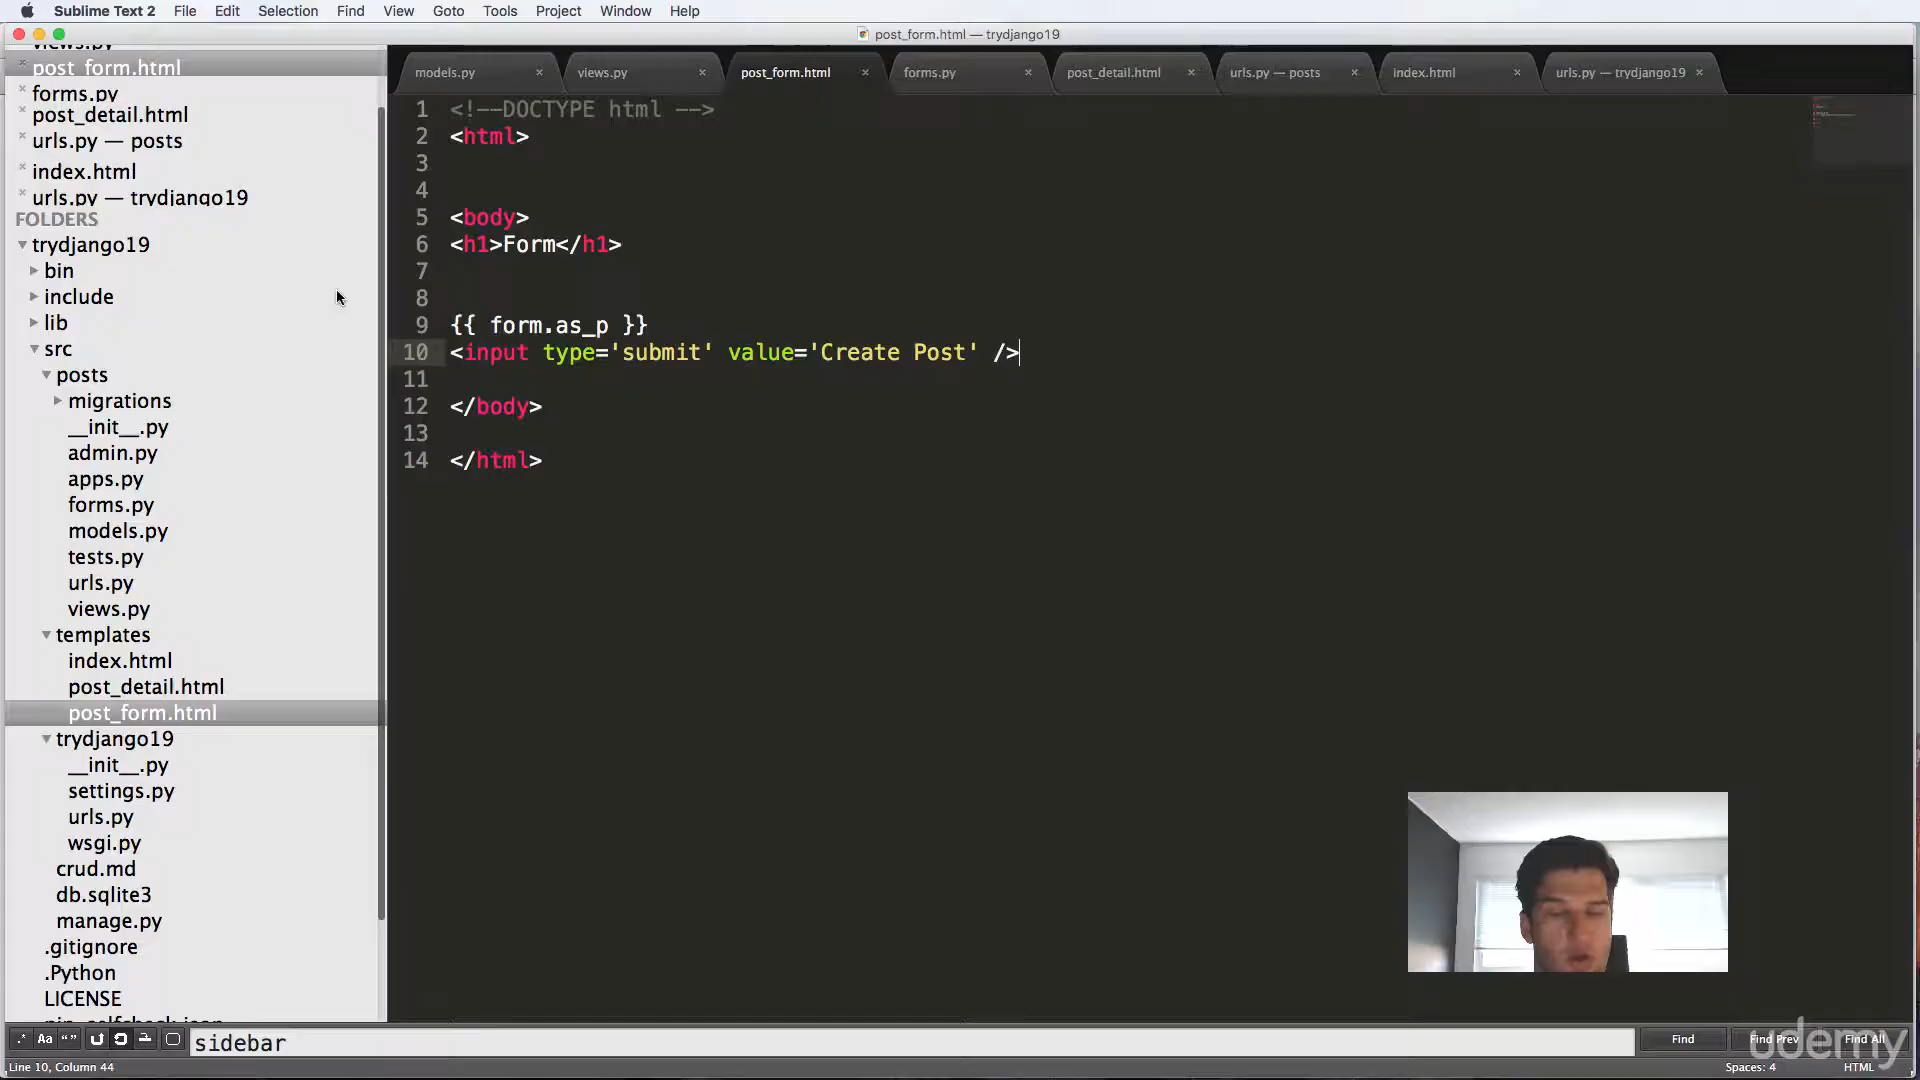 Sublime Text 2 File Edit Selection Find View Goto Tools Project Window Help
post_form.html — trydjango19
views.py
post_form.html
forms.py
post_detail.html
urls.py — posts
index.html
urls.py — trydjango19
FOLDERS
trydjango19
bin
include
lib
src
posts
migrations
__init__.py
admin.py
apps.py
forms.py
models.py
tests.py
urls.py
views.py
templates
index.html
post_detail.html
post_form.html
trydjango19
__init__.py
settings.py
urls.py
wsgi.py
crud.md
db.sqlite3
manage.py
.gitignore
.Python
LICENSE
pip-selfcheck.json
models.py views.py post_form.html forms.py post_detail.html urls.py — posts index.html urls.py — trydjango19
1 <!--DOCTYPE html -->
2 <html>
3
4
5 <body>
6 <h1>Form</h1>
7
8
9 {{ form.as_p }}
10 <input type='submit' value='Create Post' />
11
12 </body>
13
14 </html>
.* Aa “ ” sidebar Find Find Prev Find All
udemy
Line 10, Column 44 Spaces: 4 HTML